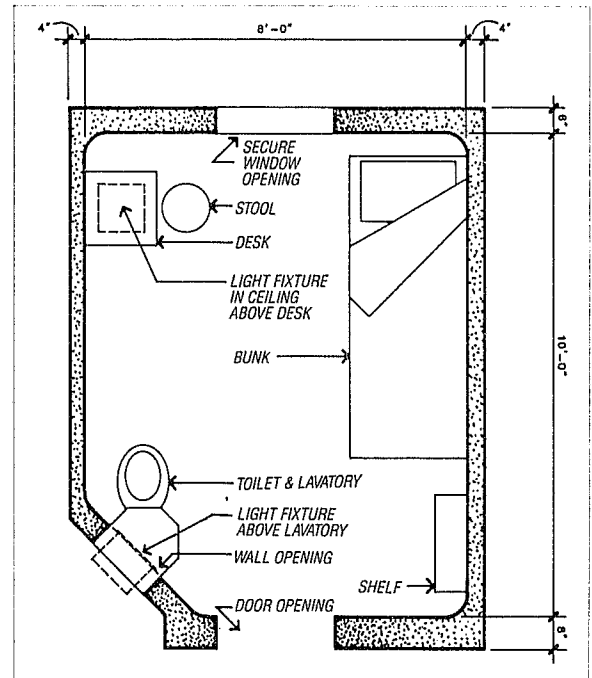 4"
8'-0"
4"
6"
SECURE
WINDOW
OPENING
STOOL
DESK
LIGHT FIXTURE
IN CEILING
ABOVE DESK
BUNK
10'-0"
TOILET & LAVATORY
LIGHT FIXTURE
ABOVE LAVATORY
WALL OPENING
SHELF
DOOR OPENING
8"